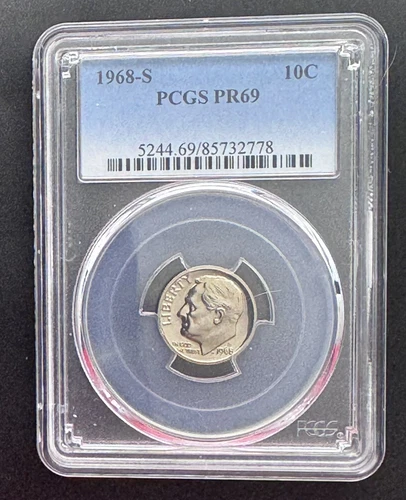 1968-S 10C
PCGS PR69
5244.69/85732778
LIBERTY
IN GOD
WE TRUST
1968
PCGS